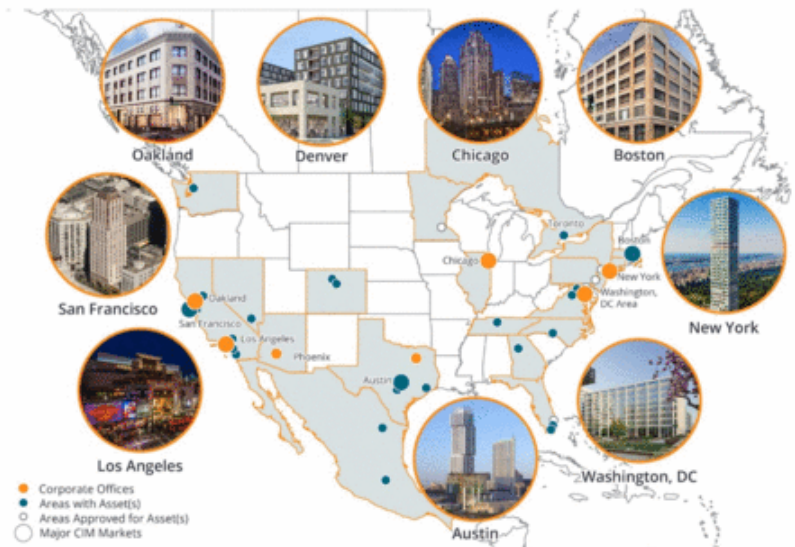 Oakland
Denver
Chicago
Boston
San Francisco
New York
Los Angeles
Washington, DC
Austin
Toronto
Boston
Chicago
New York
Washington,
DC Area
Oakland
San Francisco
Los Angeles
Phoenix
Austin
Corporate Offices
Areas with Asset(s)
Areas Approved for Asset(s)
Major CIM Markets